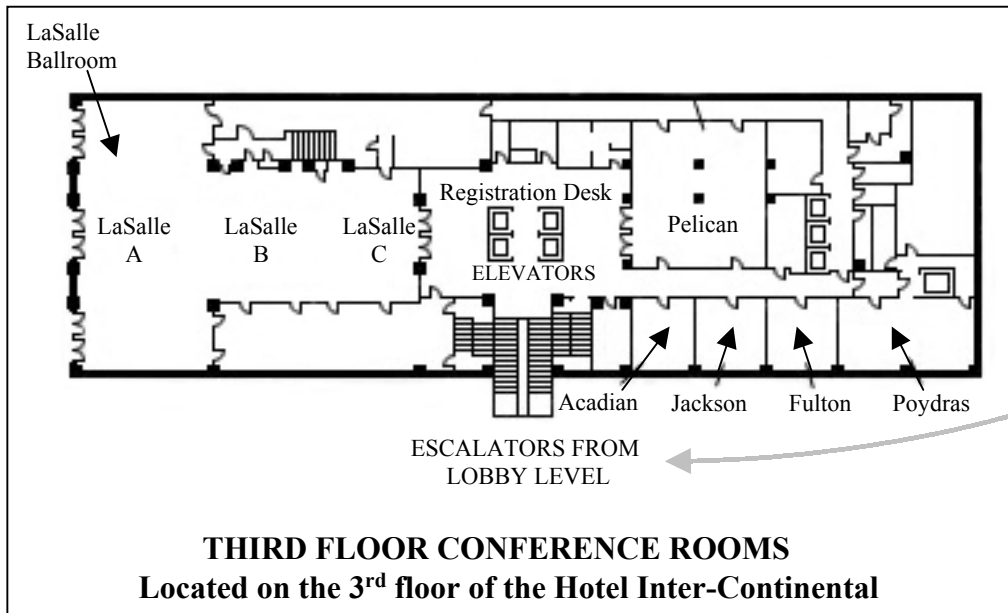 LaSalle
Ballroom
Registration Desk
LaSalle
A
LaSalle
B
LaSalle
C
Pelican
ELEVATORS
Acadian
Jackson
Fulton
Poydras
ESCALATORS FROM
LOBBY LEVEL
THIRD FLOOR CONFERENCE ROOMS
Located on the 3rd floor of the Hotel Inter-Continental